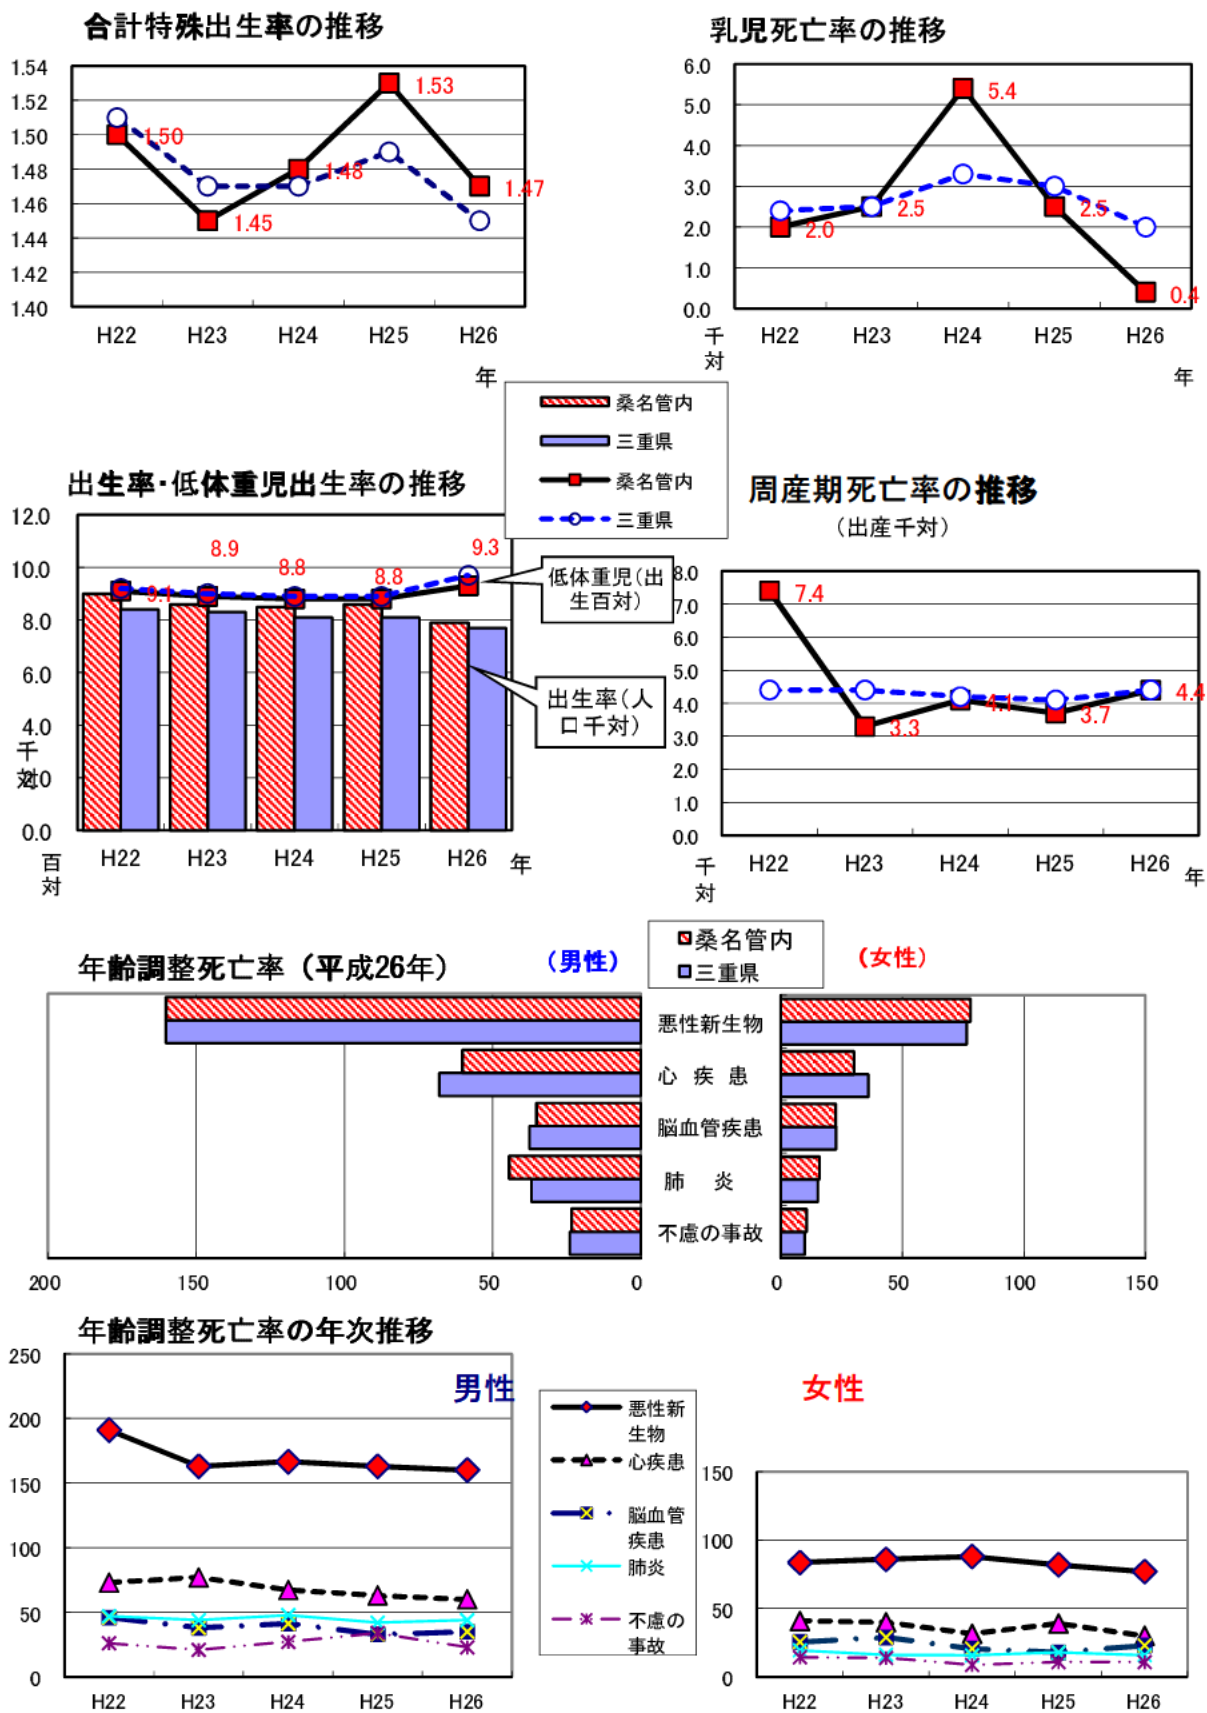 合計特殊出生率の推移
1.54
1.52
1.50
1.48
1.46
1.44
1.42
1.40
1.50
1.45
1.48
1.53
1.47
H22 H23 H24 H25 H26
年
乳児死亡率の推移
6.0
5.0
4.0
3.0
2.0
1.0
0.0
2.0
2.5
5.4
2.5
0.4
千対
H22 H23 H24 H25 H26
年
桑名管内
三重県
桑名管内
三重県
出生率・低体重児出生率の推移
12.0
10.0
8.0
6.0
4.0
2.0
0.0
千対
百対
9.1
8.9
8.8
8.8
9.3
低体重児(出
生百対)
出生率(人
口千対)
H22 H23 H24 H25 H26 年
周産期死亡率の推移
(出産千対)
8.0
7.0
6.0
5.0
4.0
3.0
2.0
1.0
0.0
7.4
3.3
4.1
3.7
4.4
千対
H22 H23 H24 H25 H26 年
年齢調整死亡率(平成26年)
(男性)
桑名管内
三重県
(女性)
悪性新生物
心疾患
脳血管疾患
肺炎
不慮の事故
200 150 100 50 0
0 50 100 150
年齢調整死亡率の年次推移
250
200
150
100
50
0
男性
H22 H23 H24 H25 H26
悪性新
生物
心疾患
脳血管
疾患
肺炎
不慮の
事故
女性
150
100
50
0
H22 H23 H24 H25 H26